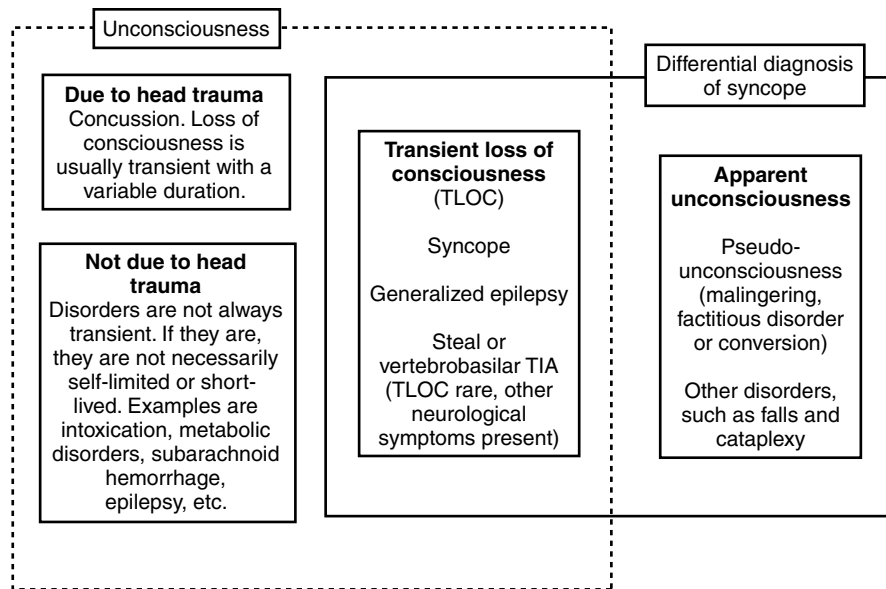 Unconsciousness
Due to head trauma
Concussion. Loss of
consciousness is
usually transient with a
variable duration.
Not due to head
trauma
Disorders are not always
transient. If they are,
they are not necessarily
self-limited or short-
lived. Examples are
intoxication, metabolic
disorders, subarachnoid
hemorrhage,
epilepsy, etc.
Transient loss of
consciousness
(TLOC)
Syncope
Generalized epilepsy
Steal or
vertebrobasilar TIA
(TLOC rare, other
neurological
symptoms present)
Differential diagnosis
of syncope
Apparent
unconsciousness
Pseudo-
unconsciousness
(malingering,
factitious disorder
or conversion)
Other disorders,
such as falls and
cataplexy